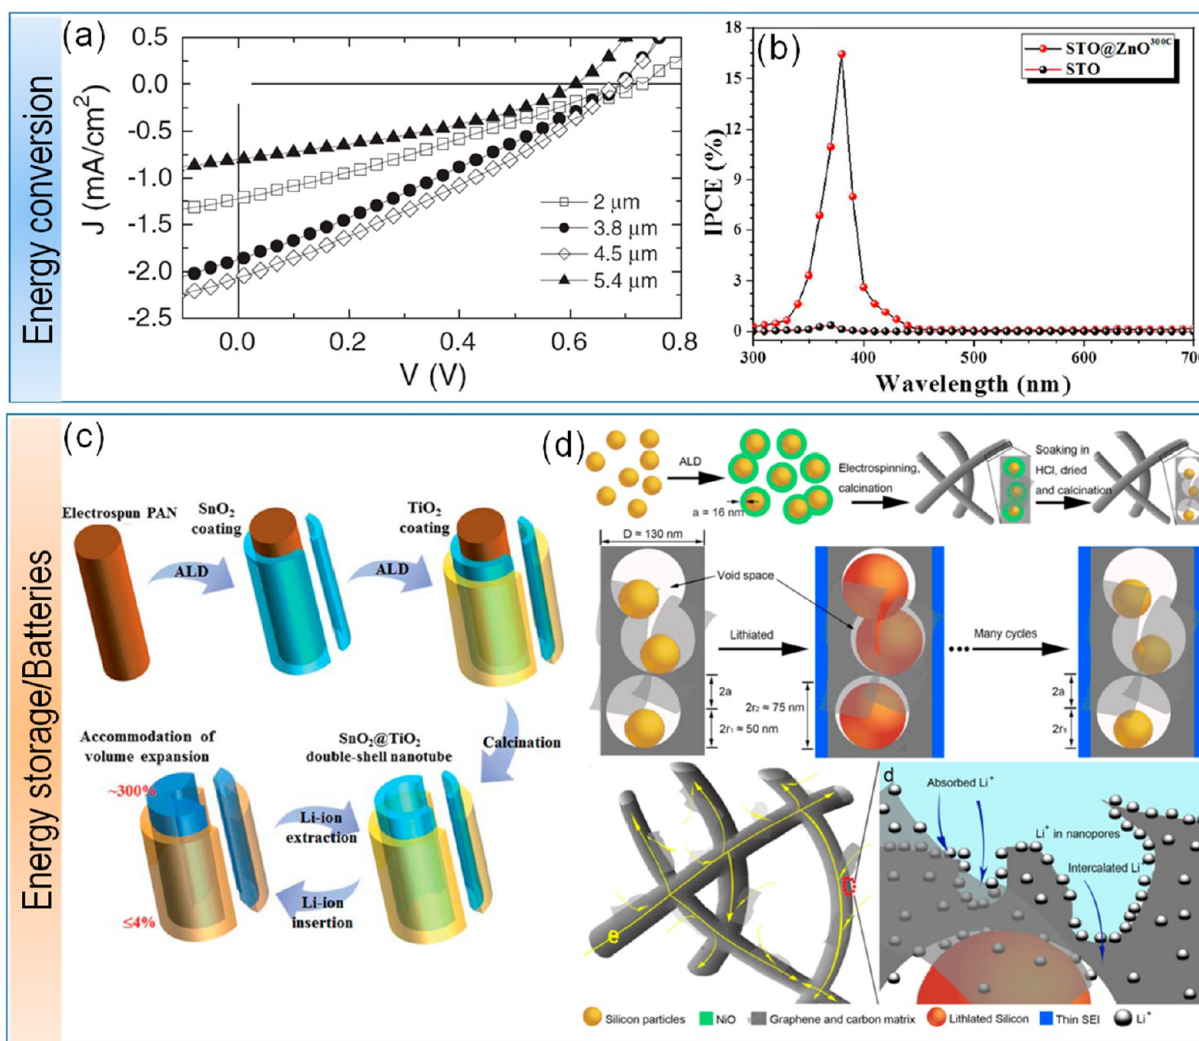 Energy conversion
(a)
0.5
0.0
-0.5
-1.0
-1.5
-2.0
-2.5
J (mA/cm²)
0.0 0.2 0.4 0.6 0.8
V (V)
2 μm
3.8 μm
4.5 μm
5.4 μm
(b)
STO@ZnO³⁰⁰ᶜ
STO
18
15
12
9
6
3
0
IPCE (%)
300 400 500 600 700
Wavelength (nm)
Energy storage/Batteries
(c)
Electrospun PAN
SnO₂
coating
TiO₂
coating
ALD
ALD
Calcination
Accommodation of
volume expansion
SnO₂@TiO₂
double-shell nanotube
~300%
≤4%
Li-ion
extraction
Li-ion
insertion
(d)
ALD
a ≈ 16 nm
Electrospinning,
calcination
Soaking in
HCl, dried
and calcination
D ≈ 130 nm
Void space
Lithiated
Many cycles
2a
2r₁ ≈ 50 nm
2r₂ ≈ 75 nm
2a
2r₁
e
d
Absorbed Li⁺
Li⁺ in nanopores
Intercalated Li
Silicon particles
NiO
Graphene and carbon matrix
Lithlated Silicon
Thin SEI
Li⁺